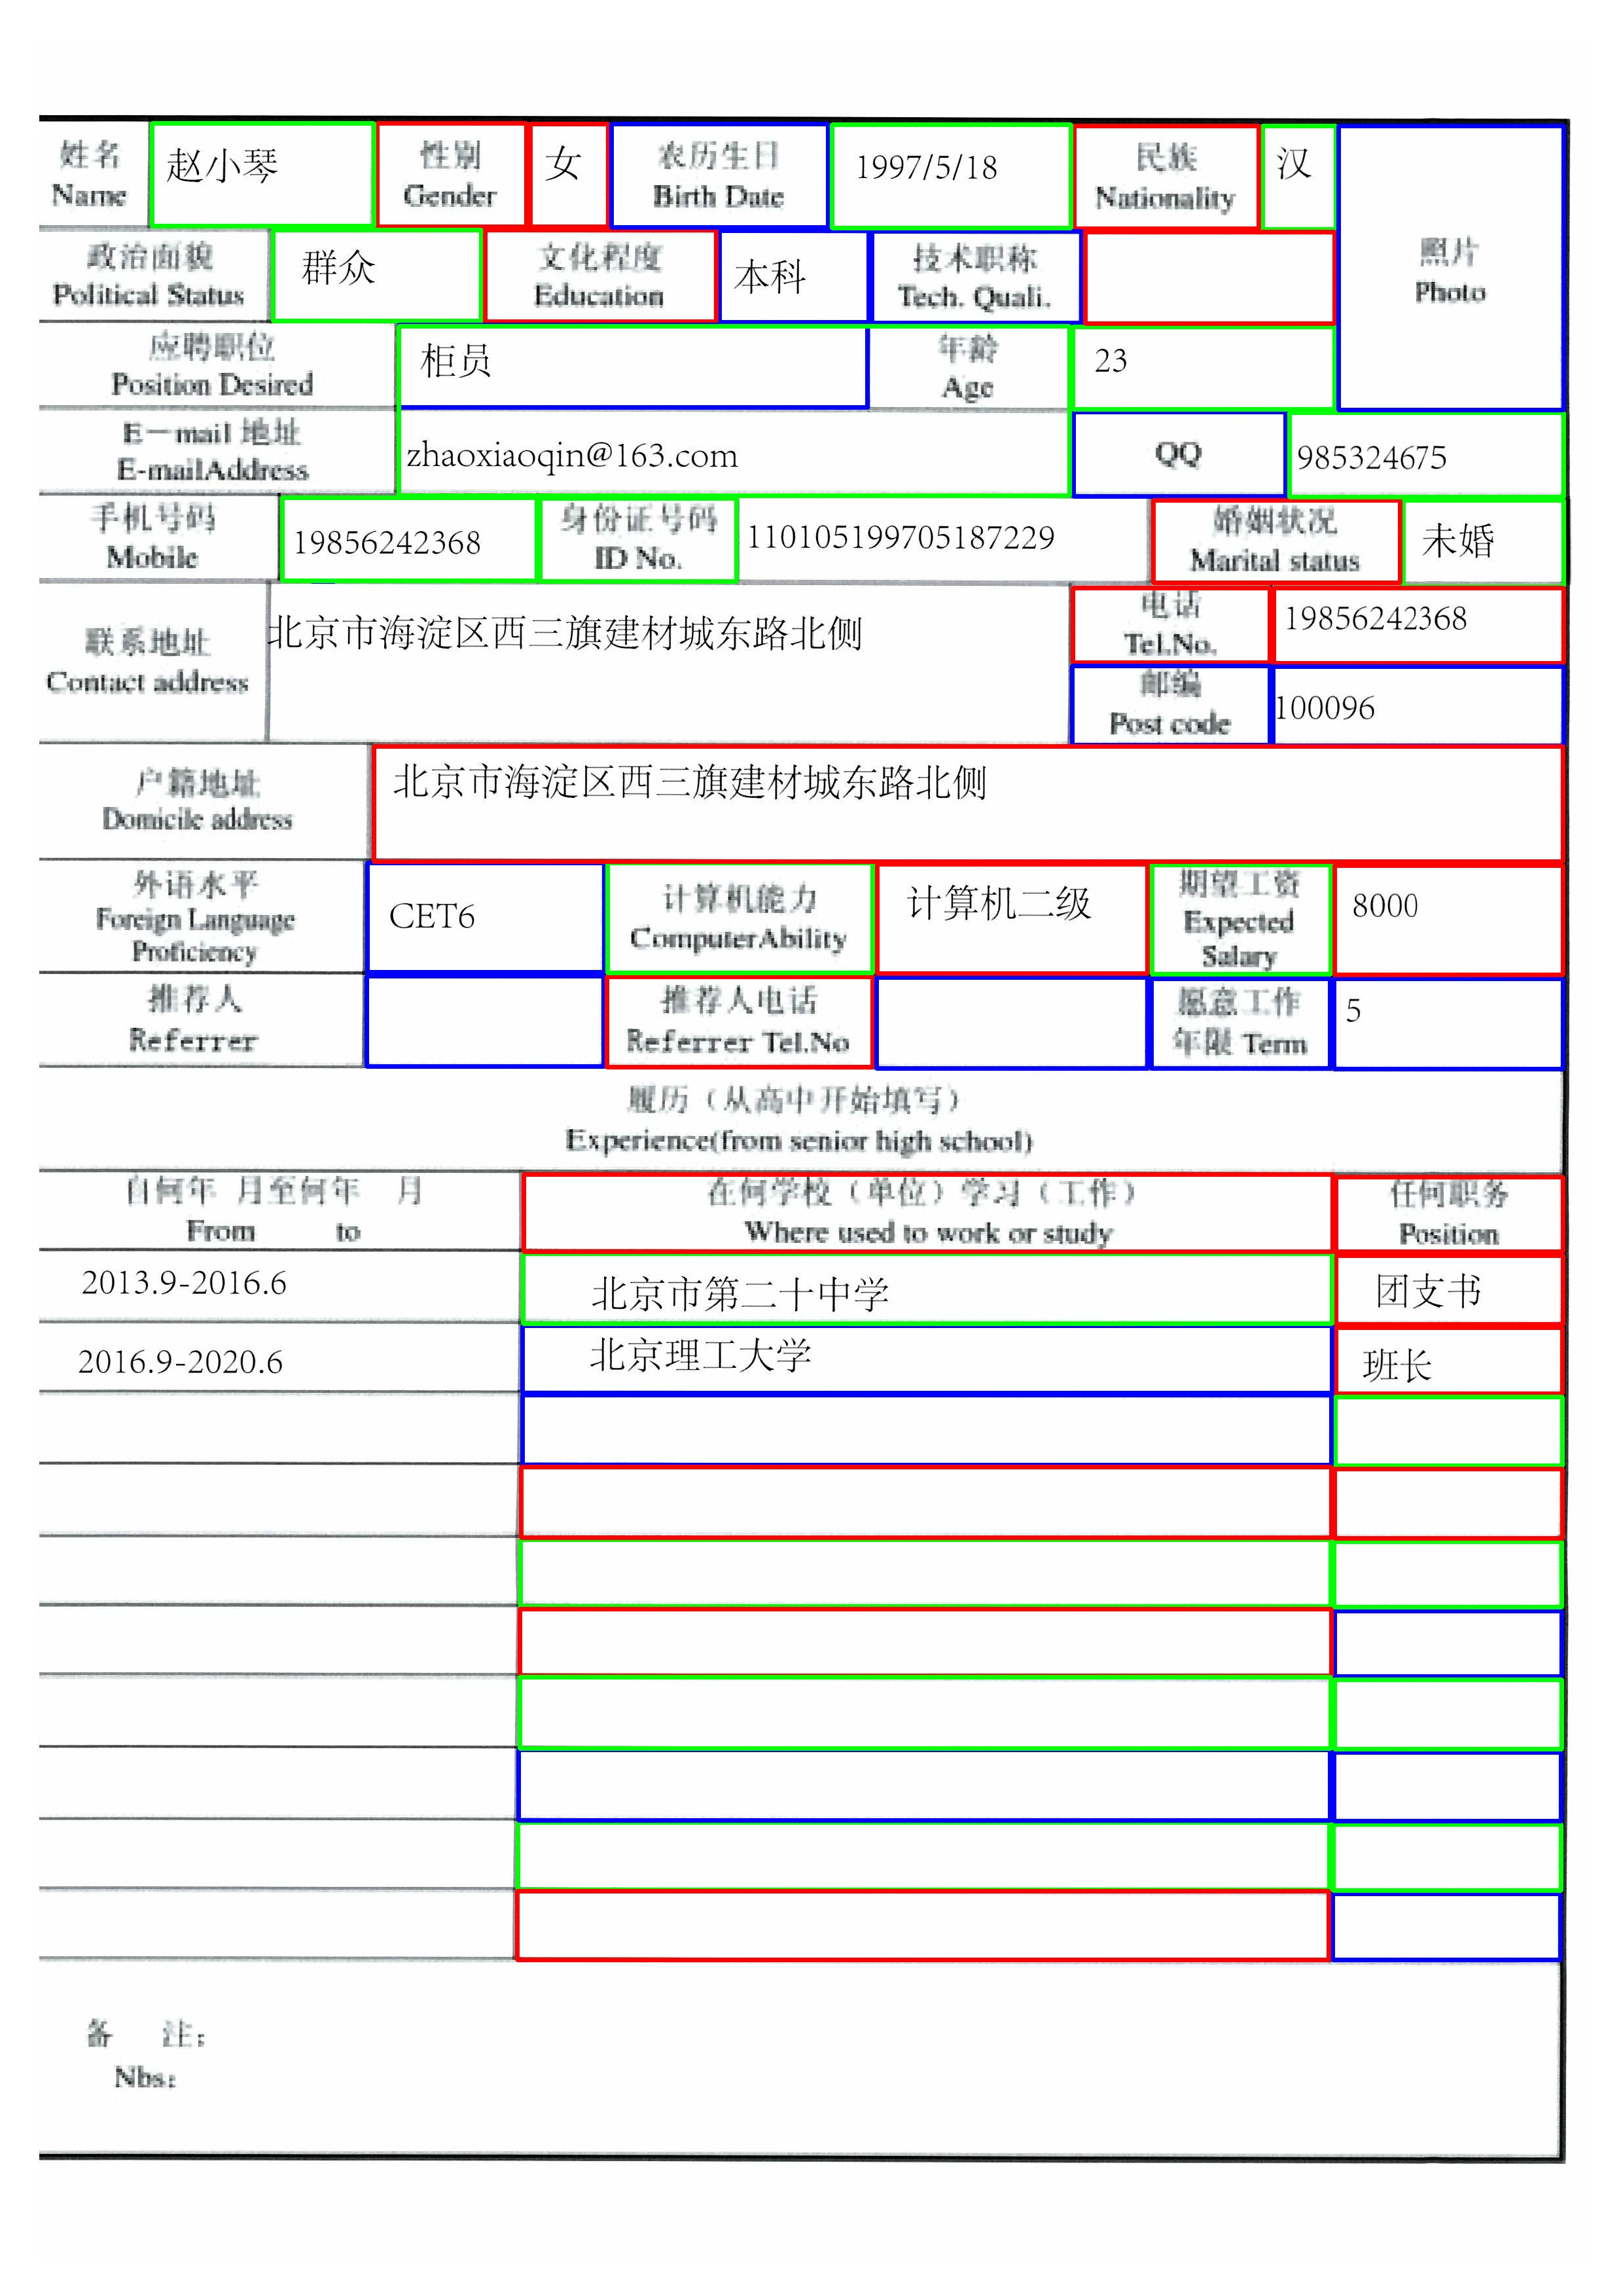 姓名 赵小琴 性别 女 农历生日 1997/5/18 民族 汉
Name Gender Birth Date Nationality
照片
Photo
政治面貌 群众 文化程度 本科 技术职称
Political Status Education Tech. Quali.
应聘职位 柜员 年龄 23
Position Desired Age
E－mail 地址 zhaoxiaoqin@163.com QQ 985324675
E-mailAddress
手机号码 19856242368 身份证号码 110105199705187229 婚姻状况 未婚
Mobile ID No. Marital status
联系地址 北京市海淀区西三旗建材城东路北侧
Contact address
电话 19856242368
Tel.No.
邮编 100096
Post code
户籍地址 北京市海淀区西三旗建材城东路北侧
Domicile address
外语水平 CET6 计算机能力 计算机二级 期望工资 8000
Foreign Language ComputerAbility Expected
Proficiency Salary
推荐人 推荐人电话 愿意工作 5
Referrer Referrer Tel.No 年限 Term
履历（从高中开始填写）
Experience(from senior high school)
自何年 月至何年 月 在何学校（单位）学习（工作） 任何职务
From to Where used to work or study Position
2013.9-2016.6 北京市第二十中学 团支书
2016.9-2020.6 北京理工大学 班长
备 注：
Nbs：